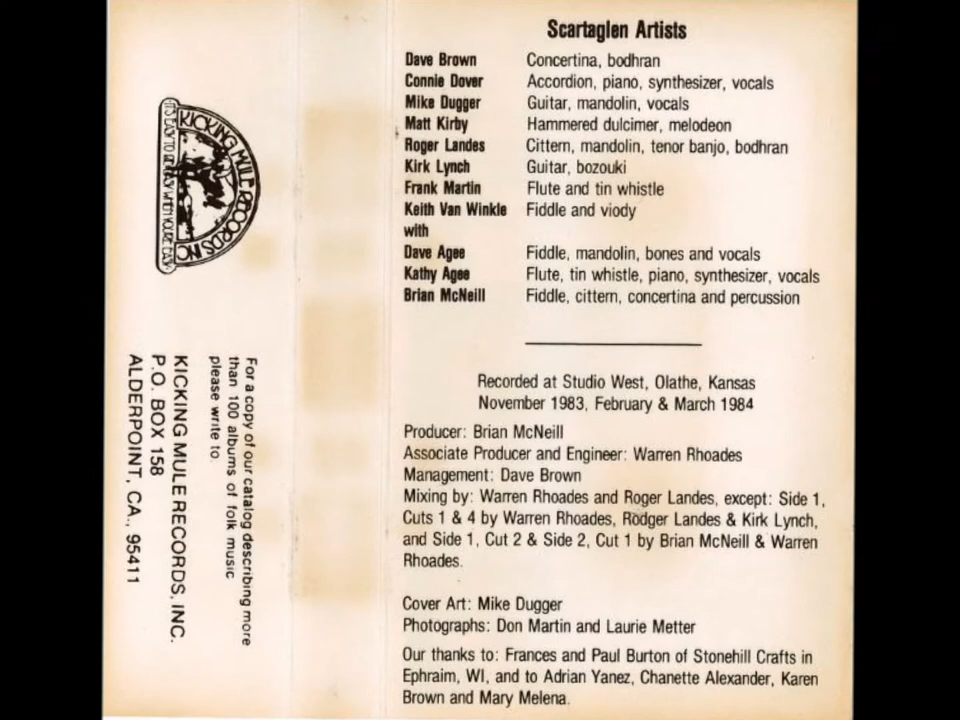 Scartaglen Artists
Dave Brown Concertina, bodhran
Connie Dover Accordion, piano, synthesizer, vocals
Mike Dugger Guitar, mandolin, vocals
Matt Kirby Hammered dulcimer, melodeon
Roger Landes Cittern, mandolin, tenor banjo, bodhran
Kirk Lynch Guitar, bozouki
Frank Martin Flute and tin whistle
Keith Van Winkle Fiddle and viody
with
Dave Agee Fiddle, mandolin, bones and vocals
Kathy Agee Flute, tin whistle, piano, synthesizer, vocals
Brian McNeill Fiddle, cittern, concertina and percussion
Recorded at Studio West, Olathe, Kansas
November 1983, February & March 1984
Producer: Brian McNeill
Associate Producer and Engineer: Warren Rhoades
Management: Dave Brown
Mixing by: Warren Rhoades and Roger Landes, except: Side 1,
Cuts 1 & 4 by Warren Rhoades, Rodger Landes & Kirk Lynch,
and Side 1, Cut 2 & Side 2, Cut 1 by Brian McNeill & Warren
Rhoades.
Cover Art: Mike Dugger
Photographs: Don Martin and Laurie Metter
Our thanks to: Frances and Paul Burton of Stonehill Crafts in
Ephraim, WI, and to Adrian Yanez, Chanette Alexander, Karen
Brown and Mary Melena.
KICKING MULE RECORDS INC
IT'S EASY TO BE EASY WHEN YOU'RE EASY
For a copy of our catalog describing more
than 100 albums of folk music
please write to
KICKING MULE RECORDS, INC.
P.O. BOX 158
ALDERPOINT, CA., 95411